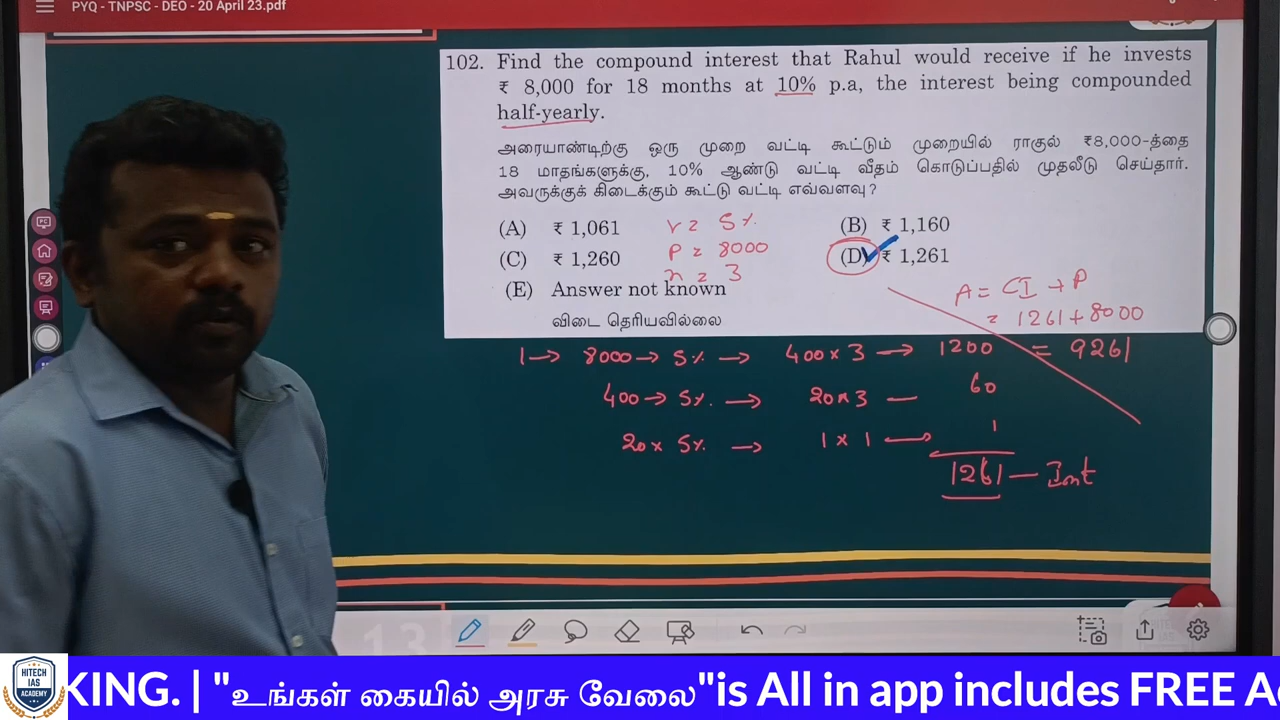 PYQ - TNPSC - DEO - 20 April 23.pdf
102. Find the compound interest that Rahul would receive if he invests
₹ 8,000 for 18 months at 10% p.a, the interest being compounded
half-yearly.
அரையாண்டிற்கு ஒரு முறை வட்டி கூட்டும் முறையில் ராகுல் ₹8,000-த்தை
18 மாதங்களுக்கு, 10% ஆண்டு வட்டி வீதம் கொடுப்பதில் முதலீடு செய்தார்.
அவருக்குக் கிடைக்கும் கூட்டு வட்டி எவ்வளவு?
(A) ₹ 1,061 r = 5% (B) ₹ 1,160
P = 8000
(C) ₹ 1,260 (D) ₹ 1,261
n = 3
(E) Answer not known A = CI + P
விடை தெரியவில்லை = 1261+8000
1 → 8000 → 5% → 400 × 3 → 1200 = 9261
400 → 5% → 20 × 3 — 60
20 × 5% → 1 × 1 → 1
1261 — Int
HITECH
IAS
ACADEMY
KING. | "உங்கள் கையில் அரசு வேலை"is All in app includes FREE A